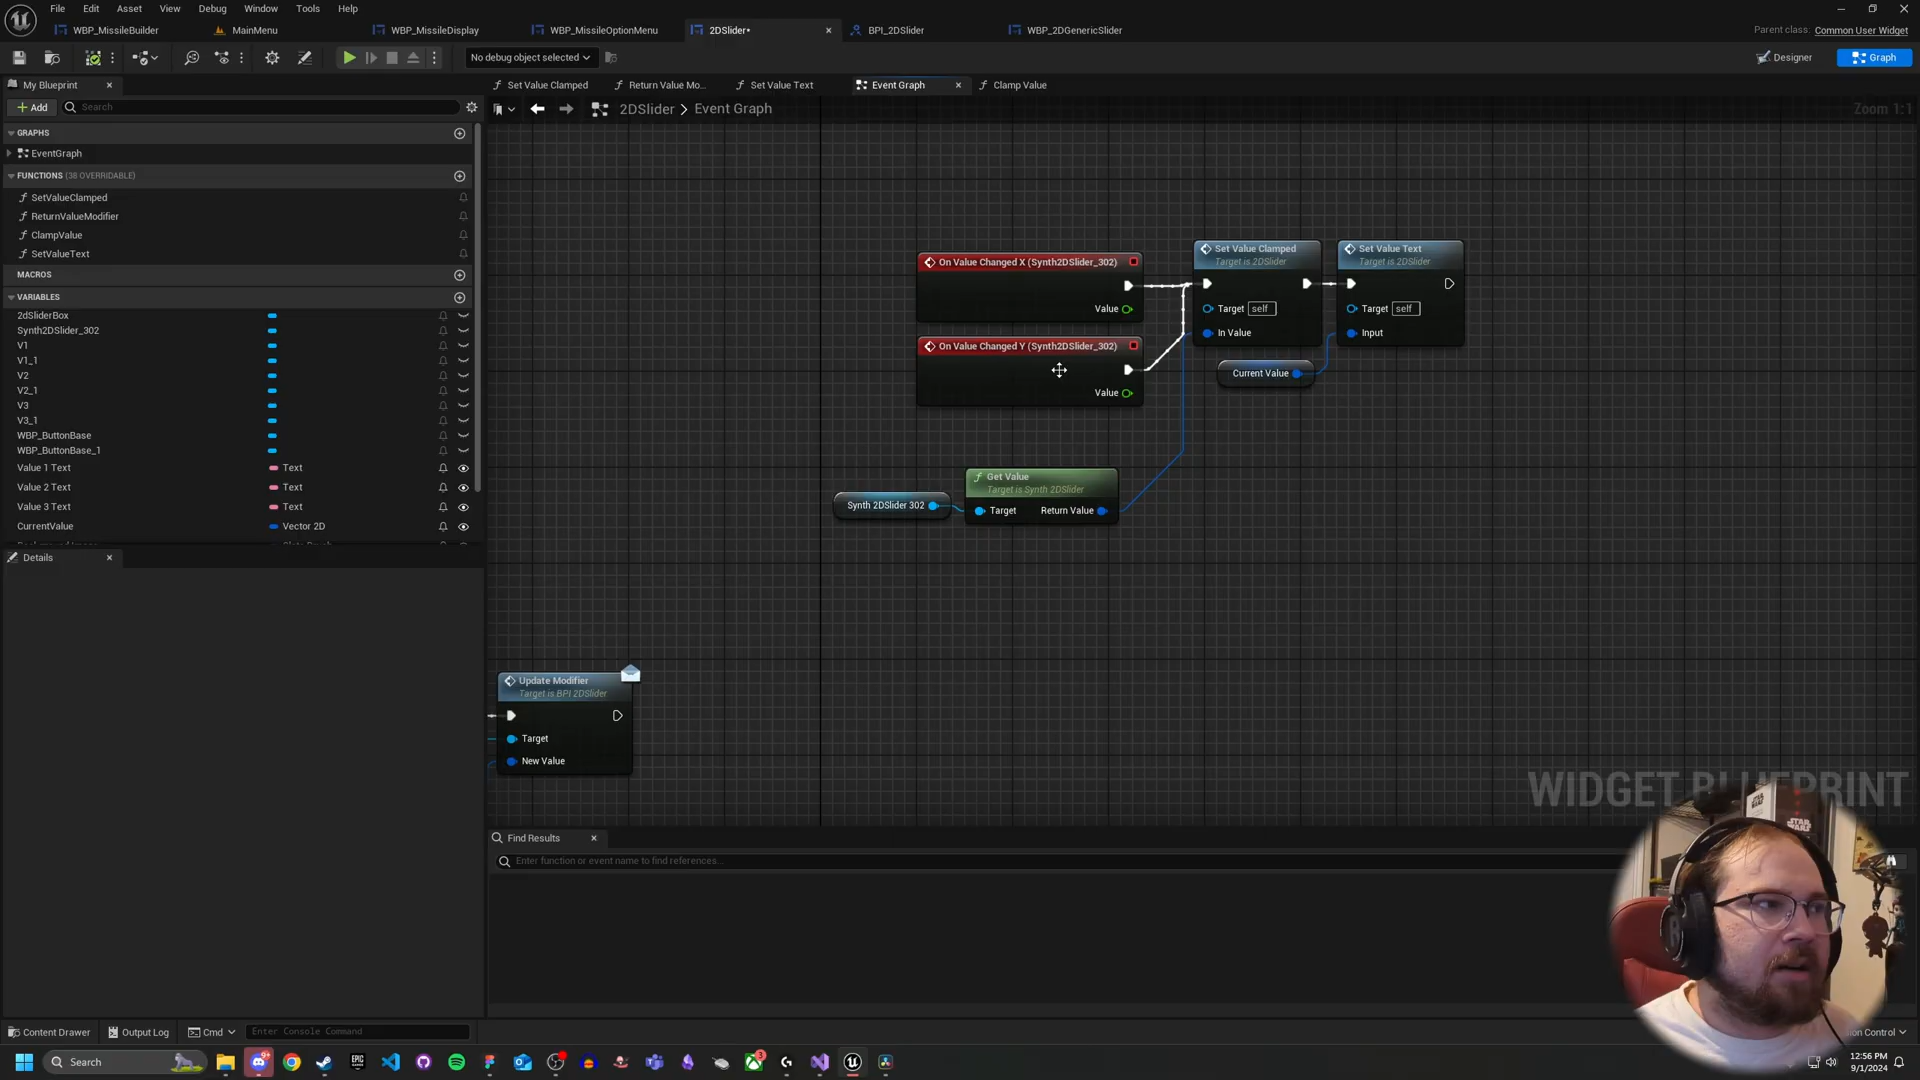 File Edit Asset View Debug Window Tools Help
WBP_MissileBuilder MainMenu WBP_MissileDisplay WBP_MissileOptionMenu 2DSlider• BPI_2DSlider WBP_2DGenericSlider
Parent class: Common User Widget
No debug object selected
Designer Graph
My Blueprint
Set Value Clamped Return Value Mo... Set Value Text Event Graph Clamp Value
Add Search
2DSlider > Event Graph
Zoom 1:1
GRAPHS
EventGraph
FUNCTIONS (38 OVERRIDABLE)
SetValueClamped
ReturnValueModifier
ClampValue
SetValueText
MACROS
VARIABLES
2dSliderBox
Synth2DSlider_302
V1
V1_1
V2
V2_1
V3
V3_1
WBP_ButtonBase
WBP_ButtonBase_1
Value 1 Text Text
Value 2 Text Text
Value 3 Text Text
CurrentValue Vector 2D
Details
On Value Changed X (Synth2DSlider_302)
Value
On Value Changed Y (Synth2DSlider_302)
Value
Set Value Clamped
Target is 2DSlider
Target self
In Value
Set Value Text
Target is 2DSlider
Target self
Input
Current Value
Synth 2DSlider 302
Get Value
Target is Synth 2DSlider
Target Return Value
Update Modifier
Target is BPI 2DSlider
Target
New Value
WIDGET BLUEPRINT
Find Results
Enter function or event name to find references...
STAR WARS
Content Drawer Output Log Cmd Enter Console Command
Control
Search
12:56 PM
9/1/2024